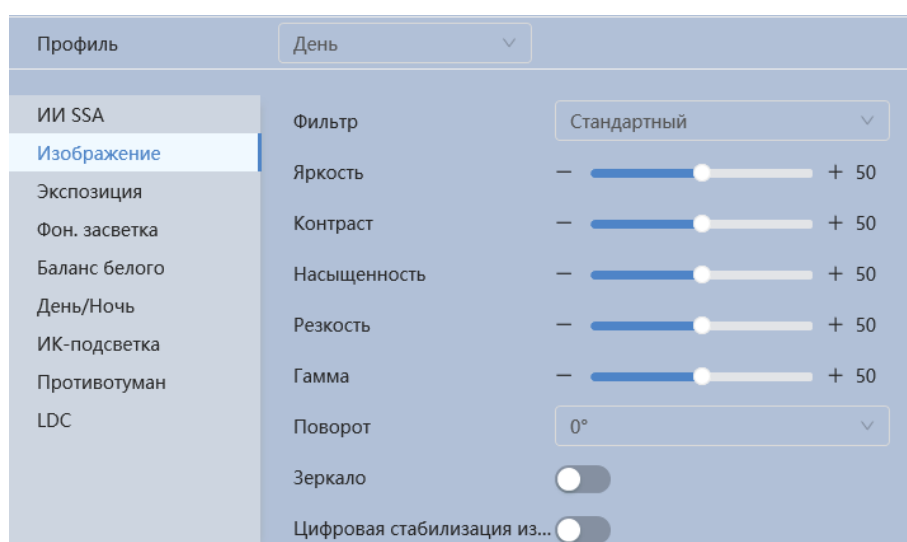 Профиль
День
ИИ SSA
Изображение
Экспозиция
Фон. засветка
Баланс белого
День/Ночь
ИК-подсветка
Противотуман
LDC
Фильтр Стандартный
Яркость − + 50
Контраст − + 50
Насыщенность − + 50
Резкость − + 50
Гамма − + 50
Поворот 0°
Зеркало
Цифровая стабилизация из...